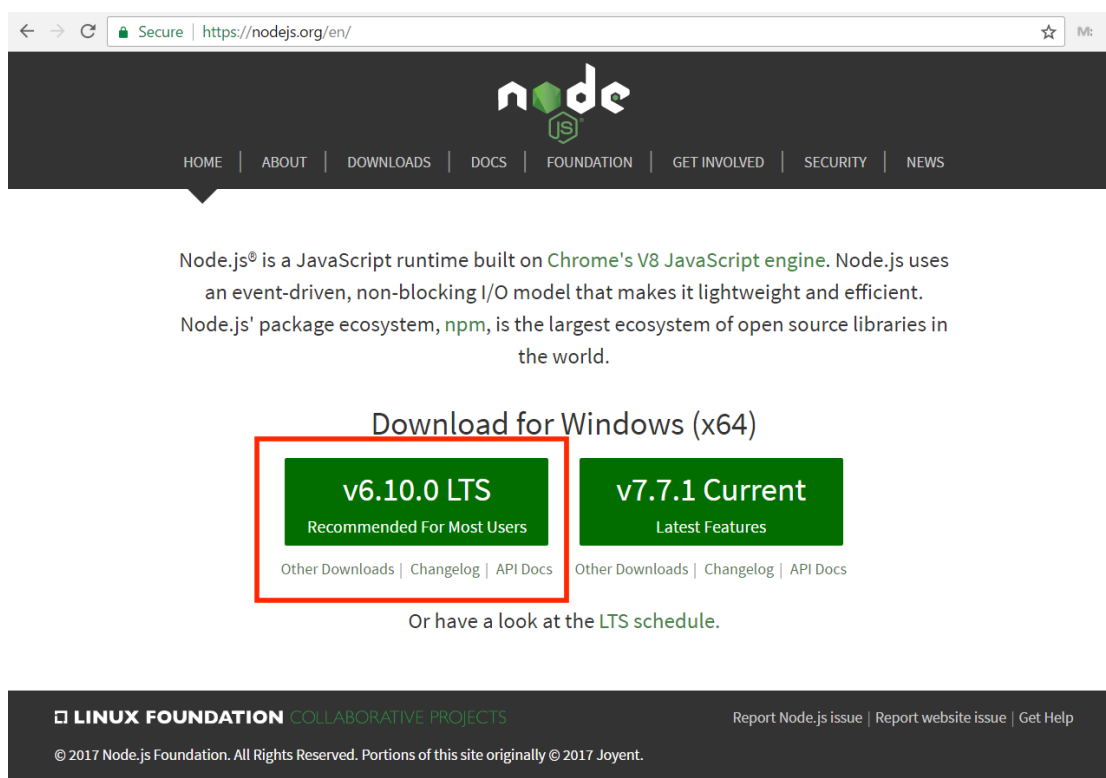 Secure | https://nodejs.org/en/ M:
node
JS
HOME | ABOUT | DOWNLOADS | DOCS | FOUNDATION | GET INVOLVED | SECURITY | NEWS
Node.js® is a JavaScript runtime built on Chrome's V8 JavaScript engine. Node.js uses
an event-driven, non-blocking I/O model that makes it lightweight and efficient.
Node.js' package ecosystem, npm, is the largest ecosystem of open source libraries in
the world.
Download for Windows (x64)
v6.10.0 LTS
Recommended For Most Users
Other Downloads | Changelog | API Docs
v7.7.1 Current
Latest Features
Other Downloads | Changelog | API Docs
Or have a look at the LTS schedule.
LINUX FOUNDATION COLLABORATIVE PROJECTS
Report Node.js issue | Report website issue | Get Help
© 2017 Node.js Foundation. All Rights Reserved. Portions of this site originally © 2017 Joyent.